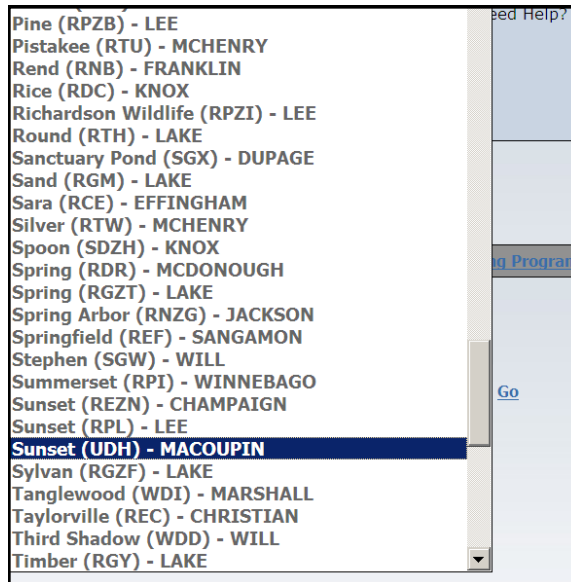 Pine (RPZB) - LEE
Pistakee (RTU) - MCHENRY
Rend (RNB) - FRANKLIN
Rice (RDC) - KNOX
Richardson Wildlife (RPZI) - LEE
Round (RTH) - LAKE
Sanctuary Pond (SGX) - DUPAGE
Sand (RGM) - LAKE
Sara (RCE) - EFFINGHAM
Silver (RTW) - MCHENRY
Spoon (SDZH) - KNOX
Spring (RDR) - MCDONOUGH
Spring (RGZT) - LAKE
Spring Arbor (RNZG) - JACKSON
Springfield (REF) - SANGAMON
Stephen (SGW) - WILL
Summerset (RPI) - WINNEBAGO
Sunset (REZN) - CHAMPAIGN
Sunset (RPL) - LEE
Sunset (UDH) - MACOUPIN
Sylvan (RGZF) - LAKE
Tanglewood (WDI) - MARSHALL
Taylorville (REC) - CHRISTIAN
Third Shadow (WDD) - WILL
Timber (RGY) - LAKE
eed Help?
ng Program
Go